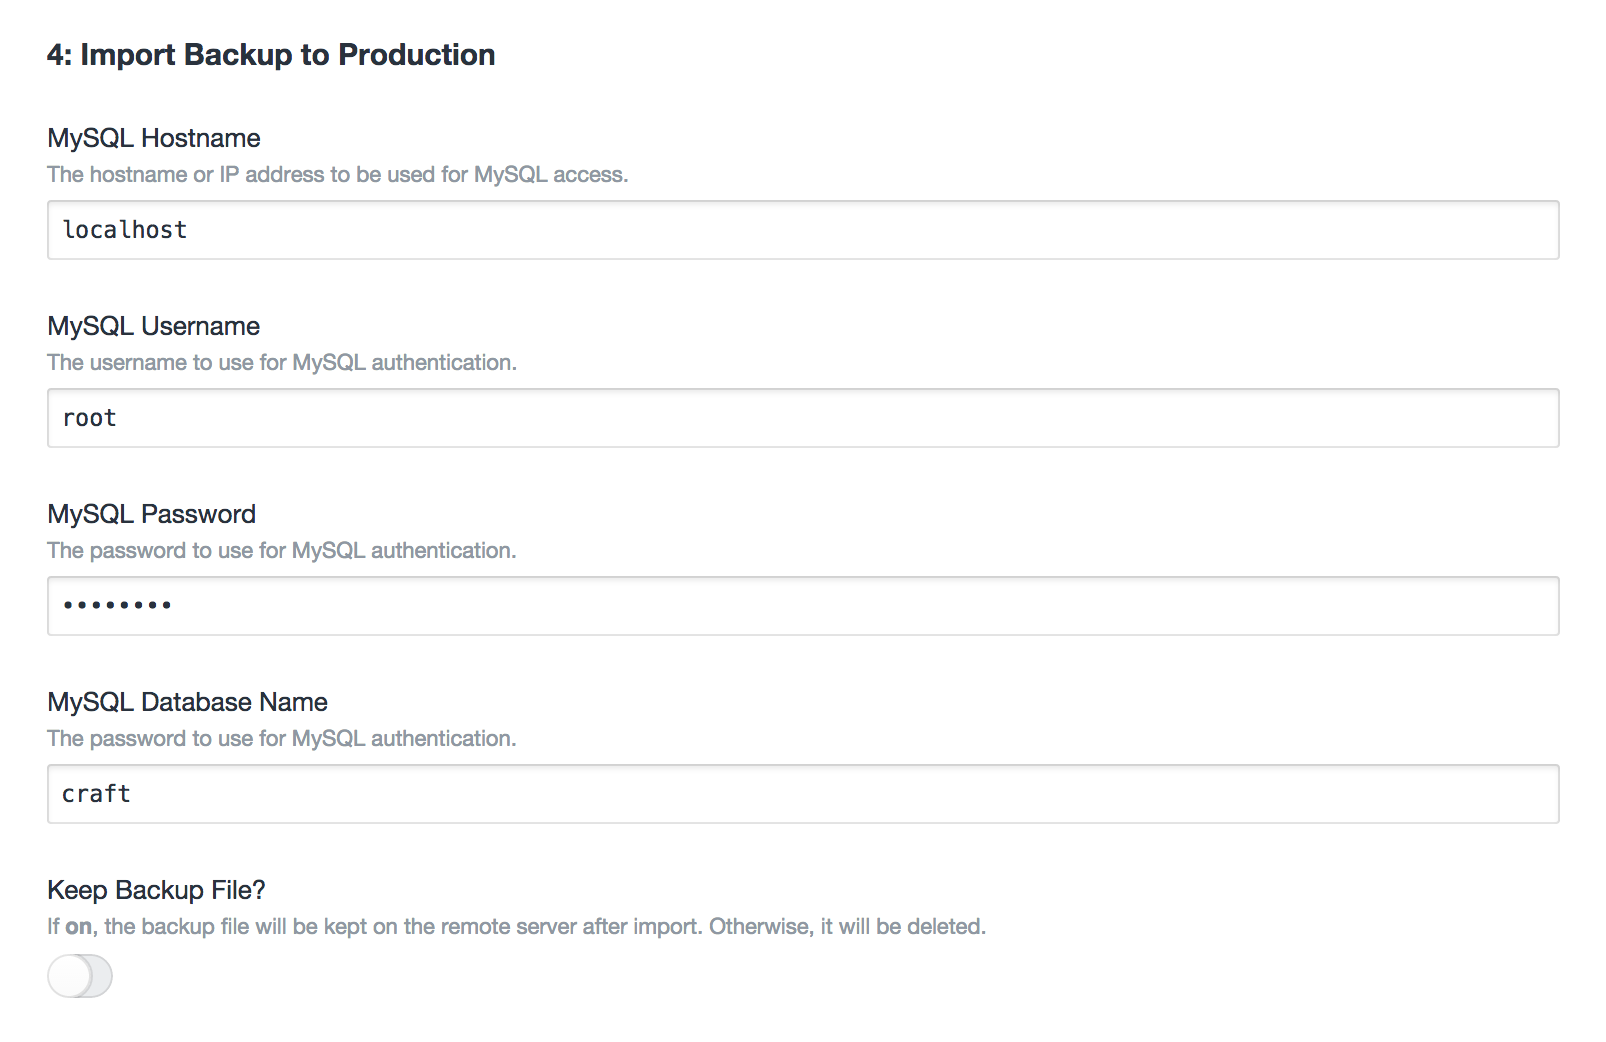 4: Import Backup to Production
MySQL Hostname
The hostname or IP address to be used for MySQL access.
localhost
MySQL Username
The username to use for MySQL authentication.
root
MySQL Password
The password to use for MySQL authentication.
••••••••
MySQL Database Name
The password to use for MySQL authentication.
craft
Keep Backup File?
If on, the backup file will be kept on the remote server after import. Otherwise, it will be deleted.